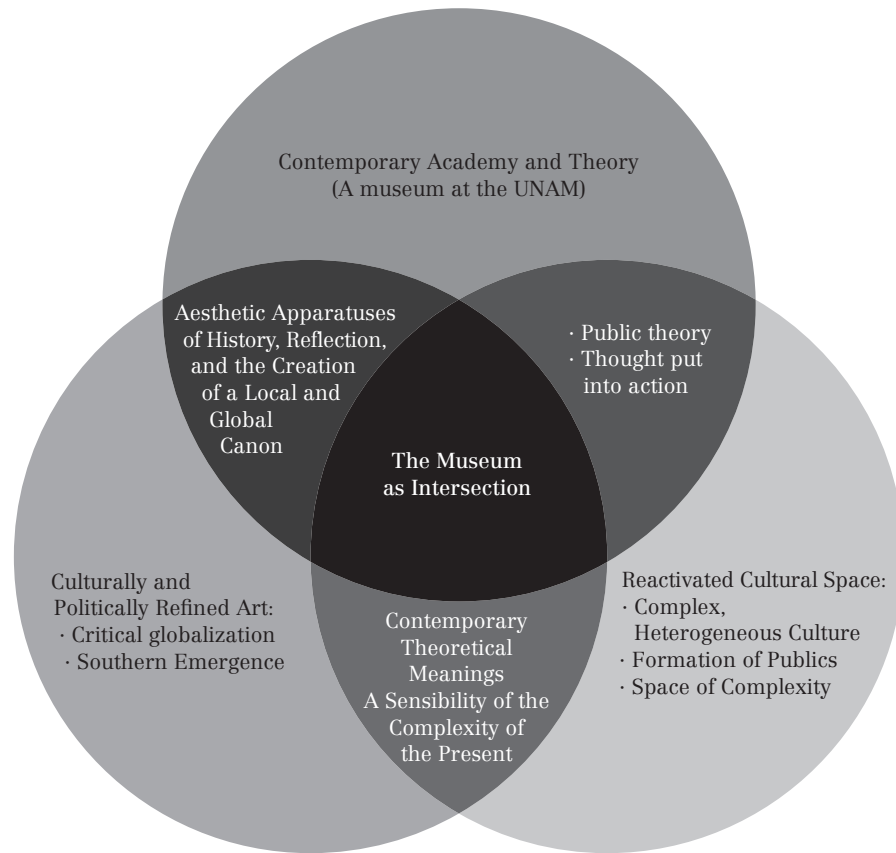 Contemporary Academy and Theory
(A museum at the UNAM)
Aesthetic Apparatuses
of History, Reflection,
and the Creation
of a Local and
Global
Canon
· Public theory
· Thought put
into action
The Museum
as Intersection
Culturally and
Politically Refined Art:
· Critical globalization
· Southern Emergence
Contemporary
Theoretical
Meanings
A Sensibility of the
Complexity of
the Present
Reactivated Cultural Space:
· Complex,
Heterogeneous Culture
· Formation of Publics
· Space of Complexity